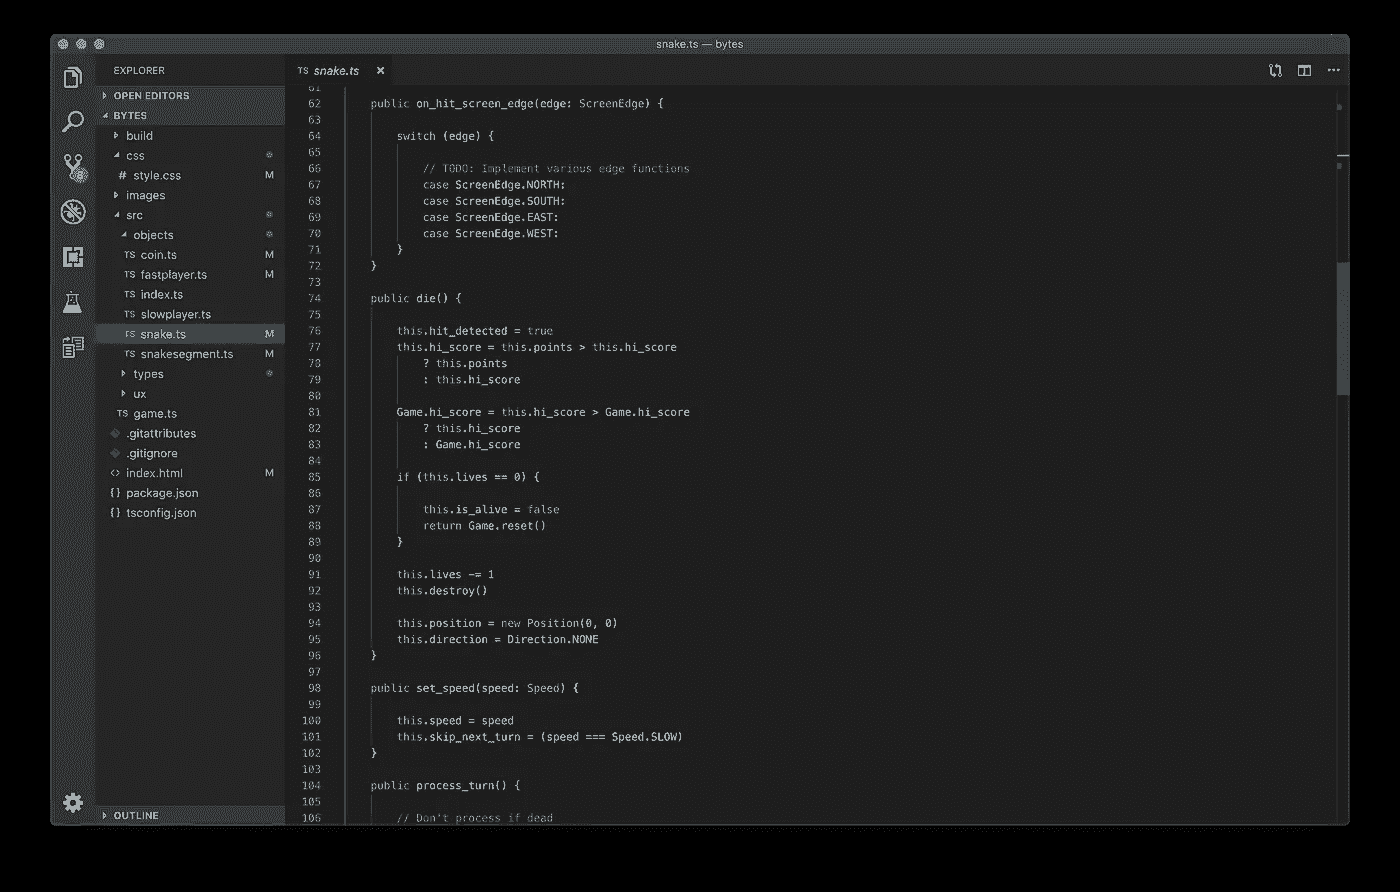 snake.ts — bytes
EXPLORER
OPEN EDITORS
BYTES
build
css
# style.css M
images
src
objects
TS coin.ts M
TS fastplayer.ts M
TS index.ts
TS slowplayer.ts
TS snake.ts M
TS snakesegment.ts M
types
ux
TS game.ts
.gitattributes
.gitignore
<> index.html M
{} package.json
{} tsconfig.json
OUTLINE
TS snake.ts ×
61
62 public on_hit_screen_edge(edge: ScreenEdge) {
63
64 switch (edge) {
65
66 // TODO: Implement various edge functions
67 case ScreenEdge.NORTH:
68 case ScreenEdge.SOUTH:
69 case ScreenEdge.EAST:
70 case ScreenEdge.WEST:
71 }
72 }
73
74 public die() {
75
76 this.hit_detected = true
77 this.hi_score = this.points > this.hi_score
78 ? this.points
79 : this.hi_score
80
81 Game.hi_score = this.hi_score > Game.hi_score
82 ? this.hi_score
83 : Game.hi_score
84
85 if (this.lives == 0) {
86
87 this.is_alive = false
88 return Game.reset()
89 }
90
91 this.lives -= 1
92 this.destroy()
93
94 this.position = new Position(0, 0)
95 this.direction = Direction.NONE
96 }
97
98 public set_speed(speed: Speed) {
99
100 this.speed = speed
101 this.skip_next_turn = (speed === Speed.SLOW)
102 }
103
104 public process_turn() {
105
106 // Don't process if dead